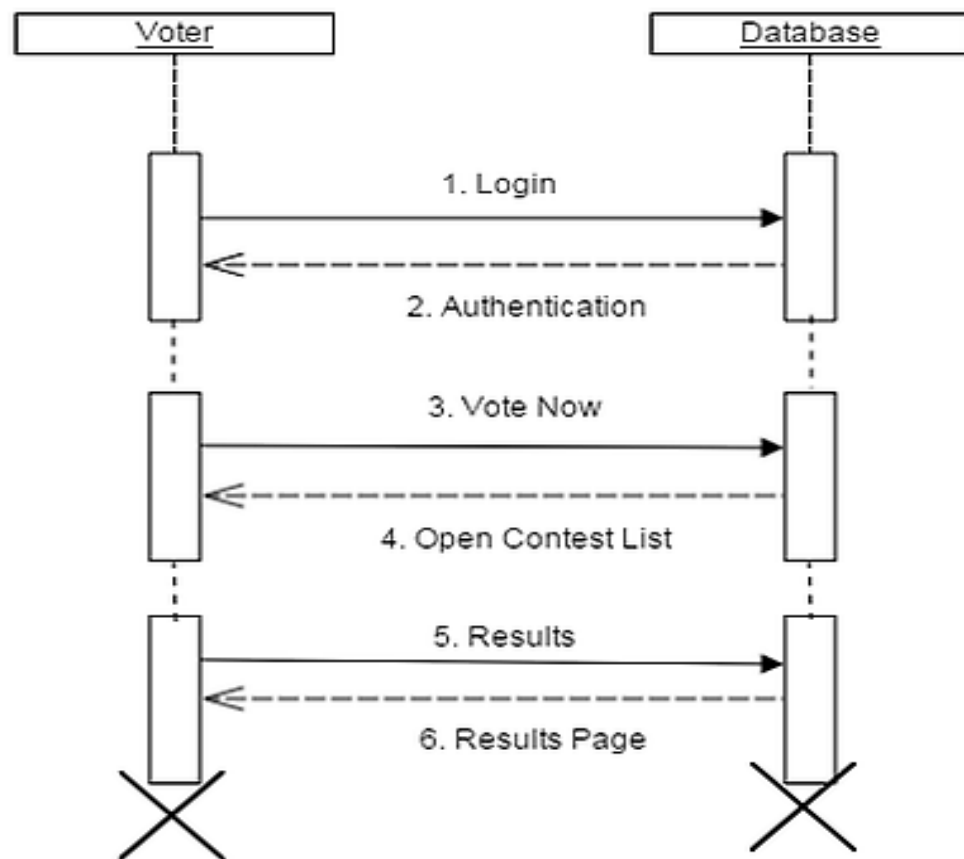 Voter
Database
1. Login
2. Authentication
3. Vote Now
4. Open Contest List
5. Results
6. Results Page